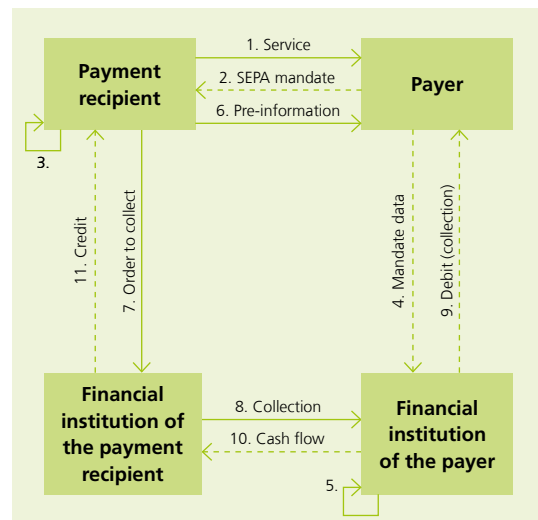 1. Service
Payment
recipient
2. SEPA mandate
Payer
6. Pre-information
3.
11. Credit
7. Order to collect
4. Mandate data
9. Debit (collection)
Financial
institution of
the payment
recipient
8. Collection
10. Cash flow
Financial
institution
of the payer
5.